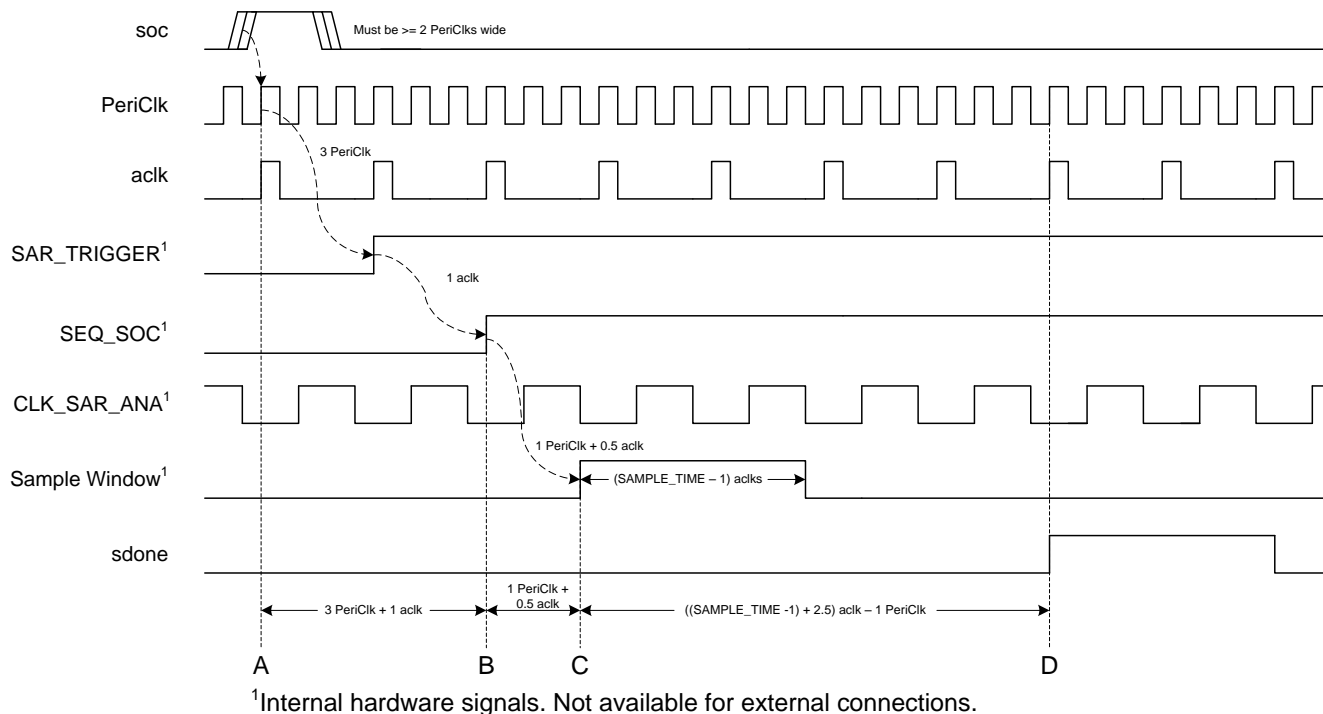 soc
Must be >= 2 PeriClks wide
PeriClk
3 PeriClk
aclk
SAR_TRIGGER¹
1 aclk
SEQ_SOC¹
CLK_SAR_ANA¹
1 PeriClk + 0.5 aclk
Sample Window¹
(SAMPLE_TIME – 1) aclks
sdone
3 PeriClk + 1 aclk
1 PeriClk +
0.5 aclk
((SAMPLE_TIME -1) + 2.5) aclk – 1 PeriClk
A
B
C
D
¹Internal hardware signals. Not available for external connections.